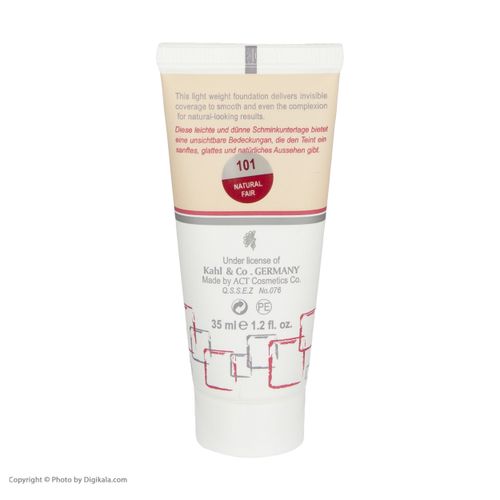 This light weight foundation delivers invisible
coverage to smooth and even the complexion
for natural-looking results.
Diese leichte und dünne Schminkunterlage bietet
eine unsichtbare Bedeckungen, die den Teint ein
sanftes, glattes und natürliches Aussehen gibt.
101
NATURAL
FAIR
Under license of
Kahl & Co . GERMANY
Made by ACT Cosmetics Co.
Q.S.S.E.Z No.076
PE
35 ml e 1.2 fl. oz.
Copyright © Photo by Digikala.com